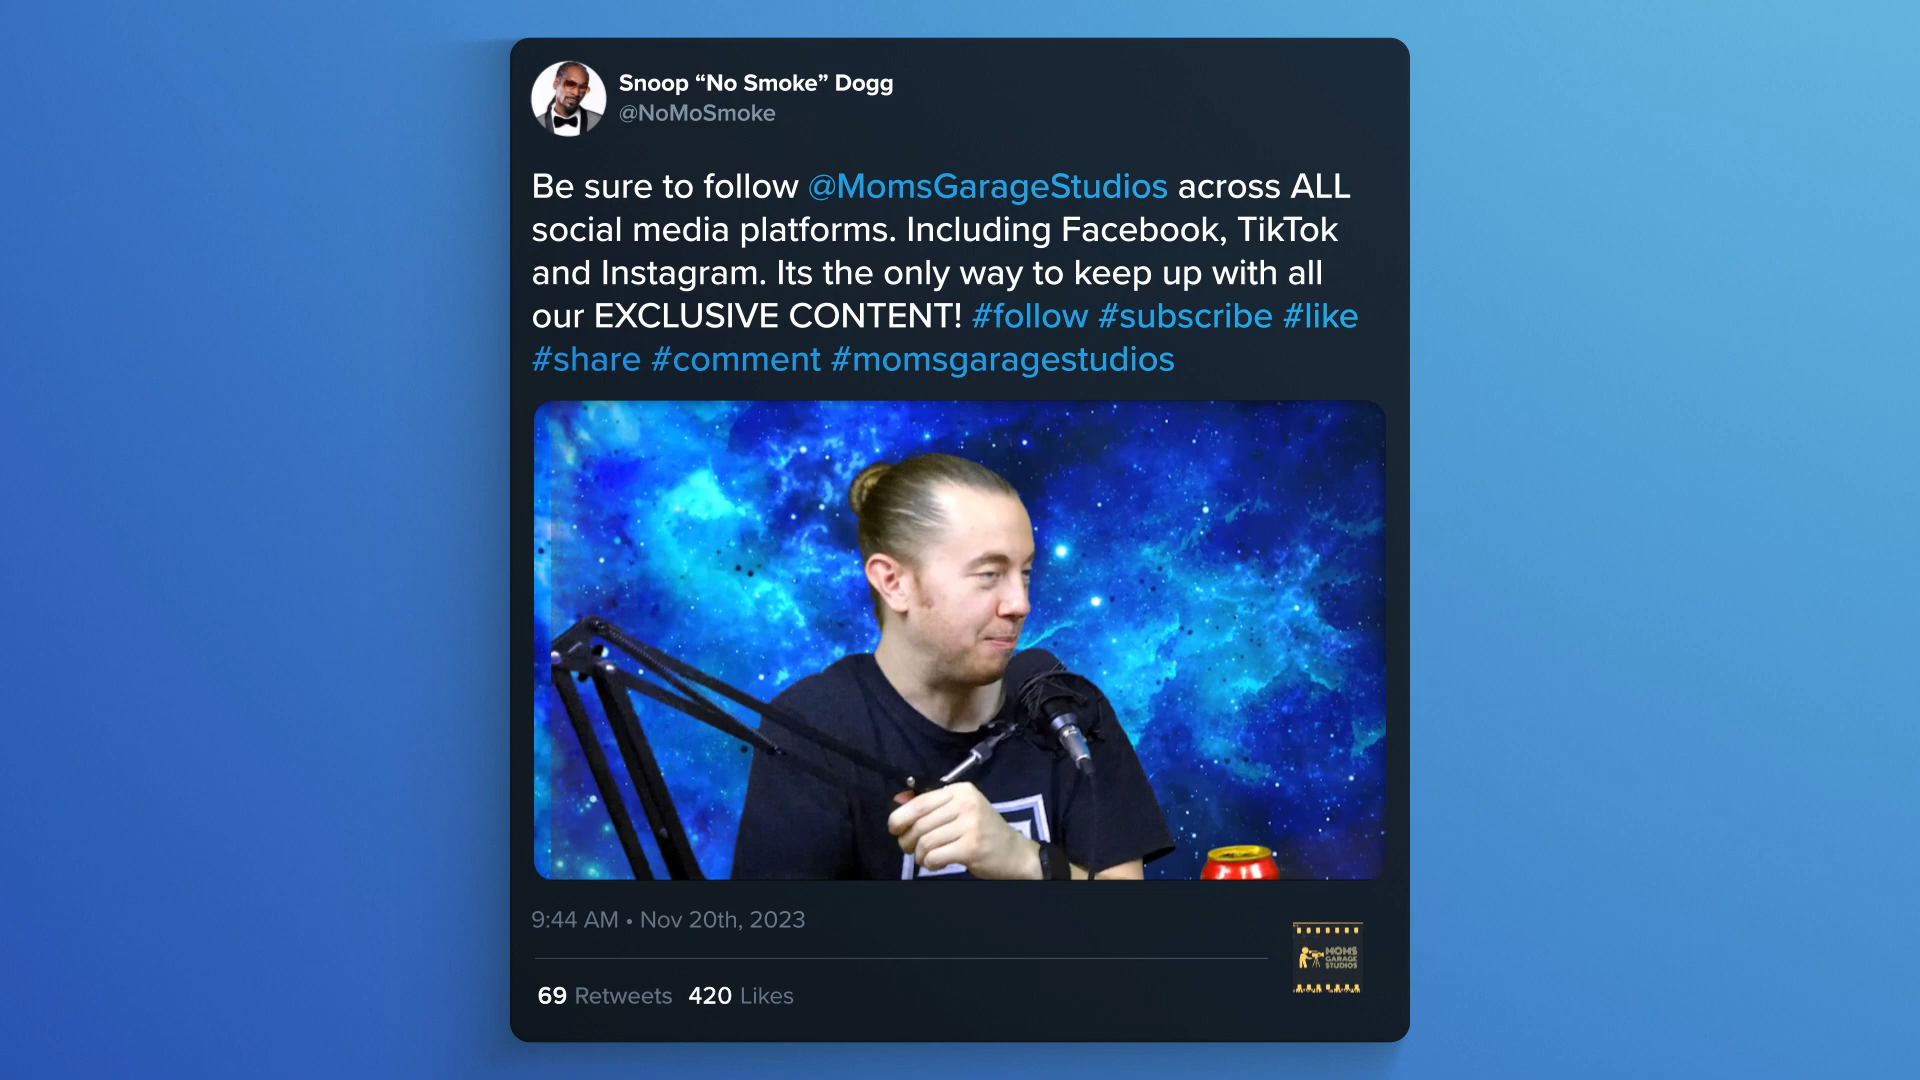 Snoop “No Smoke” Dogg
@NoMoSmoke
Be sure to follow @MomsGarageStudios across ALL
social media platforms. Including Facebook, TikTok
and Instagram. Its the only way to keep up with all
our EXCLUSIVE CONTENT! #follow #subscribe #like
#share #comment #momsgaragestudios
9:44 AM • Nov 20th, 2023
MOMS
GARAGE
STUDIOS
69 Retweets 420 Likes